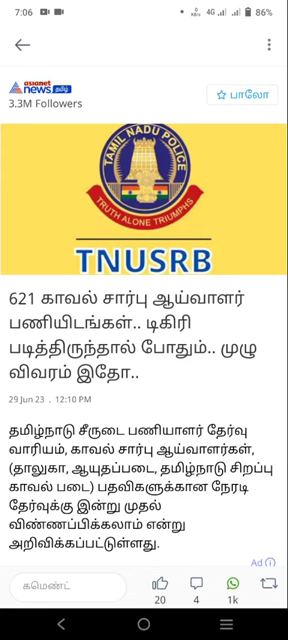 7:06
0
KB/s
4G
86%
asianet
news தமிழ்
3.3M Followers
பாலோ
TAMIL NADU POLICE
TRUTH ALONE TRIUMPHS
TNUSRB
621 காவல் சார்பு ஆய்வாளர்
பணியிடங்கள்.. டிகிரி
படித்திருந்தால் போதும்.. முழு
விவரம் இதோ..
29 Jun 23 . 12:10 PM
தமிழ்நாடு சீருடை பணியாளர் தேர்வு
வாரியம், காவல் சார்பு ஆய்வாளர்கள்,
(தாலுகா, ஆயுதப்படை, தமிழ்நாடு சிறப்பு
காவல் படை) பதவிகளுக்கான நேரடி
தேர்வுக்கு இன்று முதல்
விண்ணப்பிக்கலாம் என்று
அறிவிக்கப்பட்டுள்ளது.
Ad
கமெண்ட்
20
4
1k